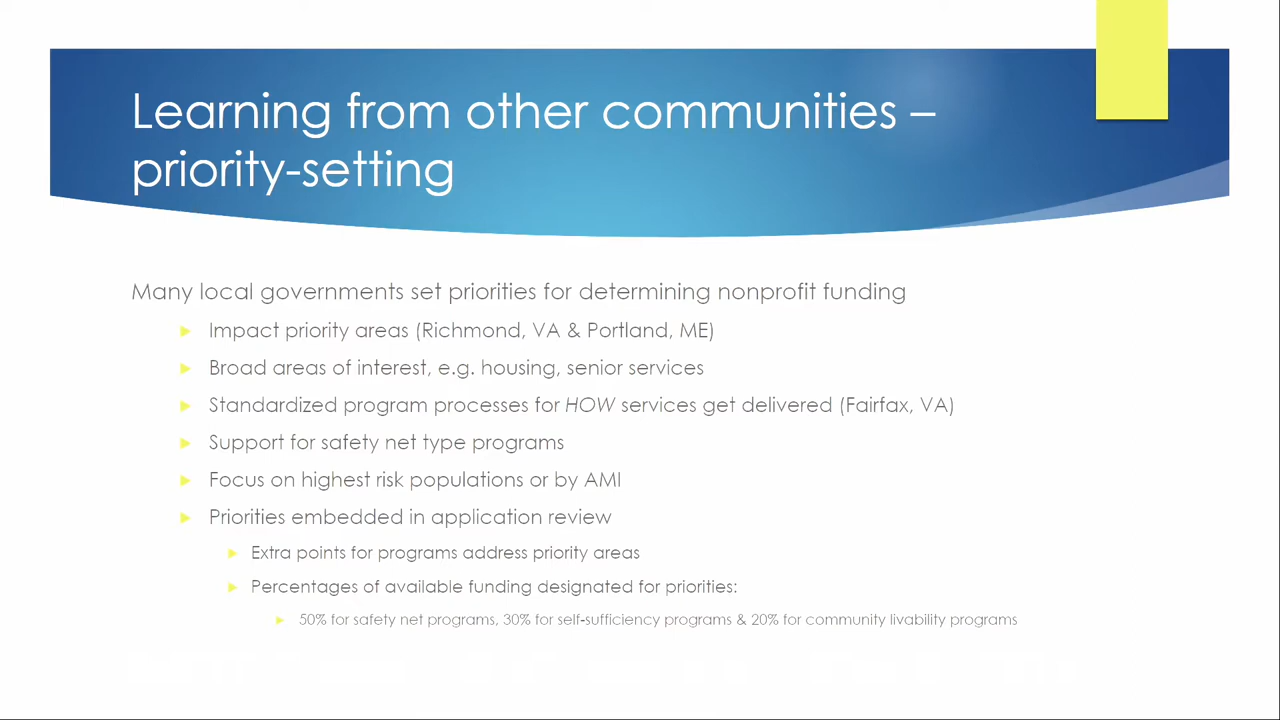 Learning from other communities –
priority-setting
Many local governments set priorities for determining nonprofit funding
Impact priority areas (Richmond, VA & Portland, ME)
Broad areas of interest, e.g. housing, senior services
Standardized program processes for HOW services get delivered (Fairfax, VA)
Support for safety net type programs
Focus on highest risk populations or by AMI
Priorities embedded in application review
Extra points for programs address priority areas
Percentages of available funding designated for priorities:
50% for safety net programs, 30% for self-sufficiency programs & 20% for community livability programs